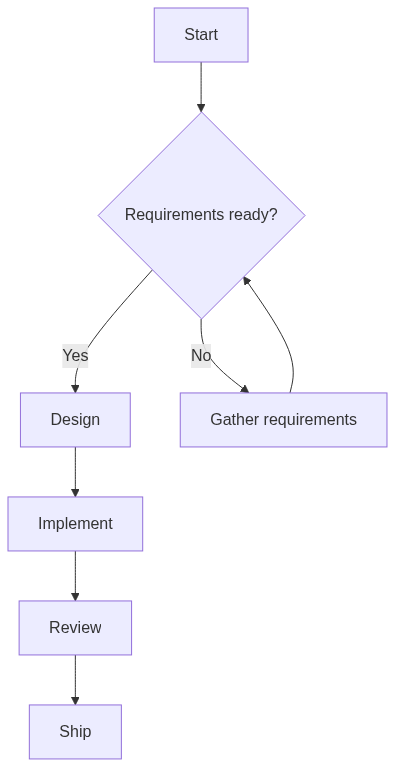 Start
Requirements ready?
Yes
No
Design
Gather requirements
Implement
Review
Ship